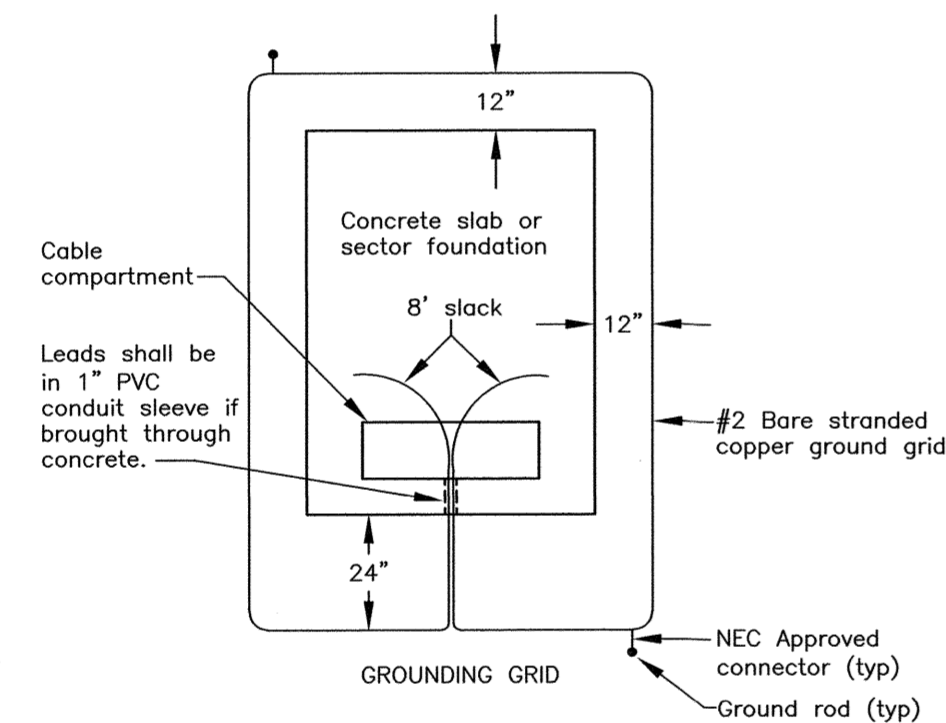 12”
Concrete slab or
sector foundation
Cable
compartment
8’ slack
12”
Leads shall be
in 1” PVC
conduit sleeve if
brought through
concrete.
#2 Bare stranded
copper ground grid
24”
NEC Approved
connector (typ)
GROUNDING GRID
Ground rod (typ)